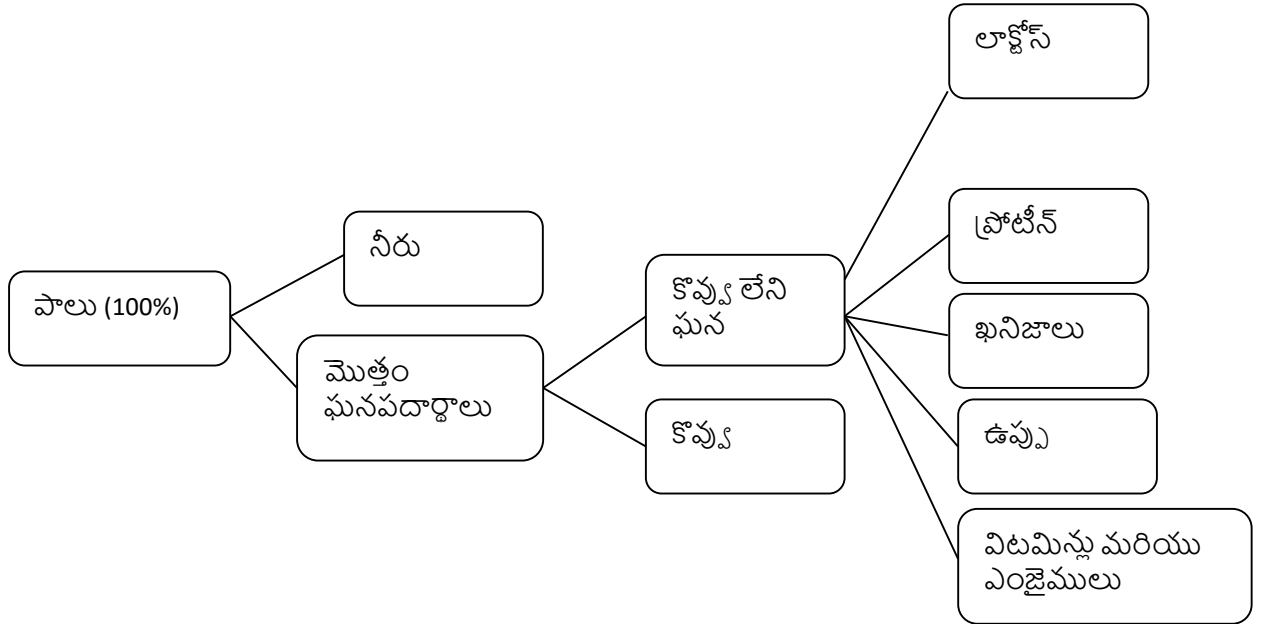 పాలు (100%)
నీరు
మొత్తం
ఘనపదార్థాలు
కొవ్వు లేని
ఘన
కొవ్వు
లాక్టోస్
ప్రోటీన్
ఖనిజాలు
ఉప్పు
విటమిన్లు మరియు
ఎంజైములు